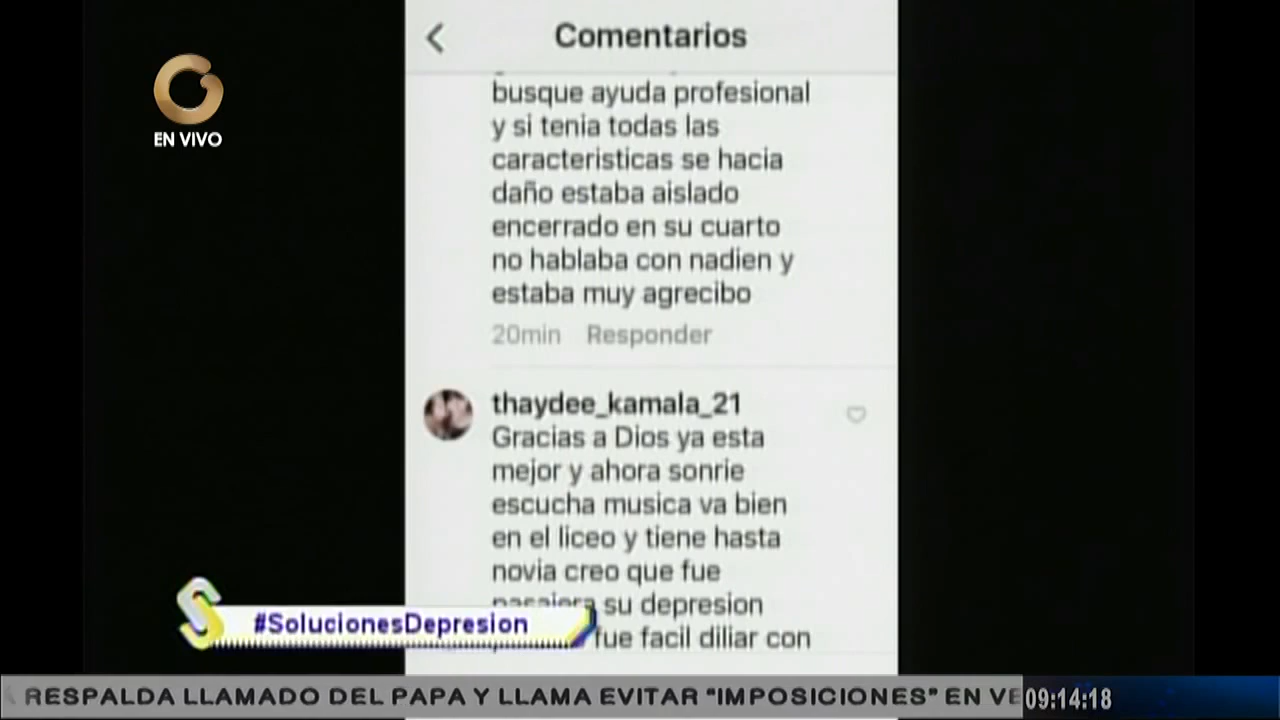 EN VIVO
Comentarios
busque ayuda profesional
y si tenia todas las
caracteristicas se hacia
daño estaba aislado
encerrado en su cuarto
no hablaba con nadien y
estaba muy agrecibo
20min Responder
thaydee_kamala_21
Gracias a Dios ya esta
mejor y ahora sonrie
escucha musica va bien
en el liceo y tiene hasta
novia creo que fue
pasajera su depresion
fue facil diliar con
#SolucionesDepresion
RESPALDA LLAMADO DEL PAPA Y LLAMA EVITAR "IMPOSICIONES" EN VE
09:14:18